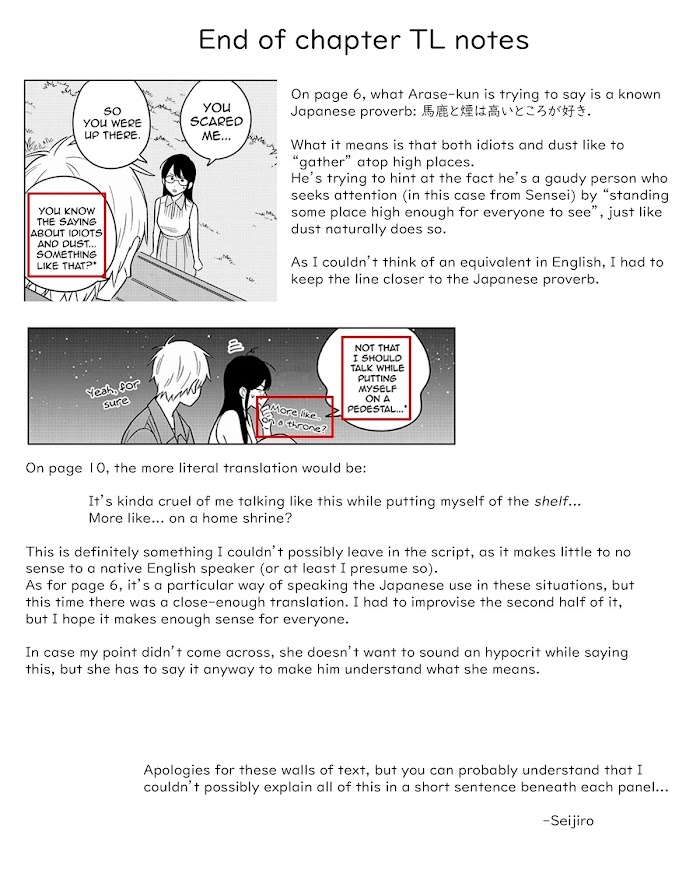 End of chapter TL notes
SO
YOU WERE
UP THERE.
YOU
SCARED
ME...
YOU KNOW
THE SAYING
ABOUT IDIOTS
AND DUST...
SOMETHING
LIKE THAT?*
On page 6, what Arase-kun is trying to say is a known
Japanese proverb: 馬鹿と煙は高いところが好き.
What it means is that both idiots and dust like to
“gather” atop high places.
He's trying to hint at the fact he's a gaudy person who
seeks attention (in this case from Sensei) by “standing
some place high enough for everyone to see”, just like
dust naturally does so.
As I couldn't think of an equivalent in English, I had to
keep the line closer to the Japanese proverb.
Yeah, for
sure
More like...
on a throne?
NOT THAT
I SHOULD
TALK WHILE
PUTTING
MYSELF
ON A
PEDESTAL...*
On page 10, the more literal translation would be:
It's kinda cruel of me talking like this while putting myself of the shelf...
More like... on a home shrine?
This is definitely something I couldn't possibly leave in the script, as it makes little to no
sense to a native English speaker (or at least I presume so).
As for page 6, it's a particular way of speaking the Japanese use in these situations, but
this time there was a close-enough translation. I had to improvise the second half of it,
but I hope it makes enough sense for everyone.
In case my point didn't come across, she doesn't want to sound an hypocrit while saying
this, but she has to say it anyway to make him understand what she means.
Apologies for these walls of text, but you can probably understand that I
couldn't possibly explain all of this in a short sentence beneath each panel...
-Seijiro